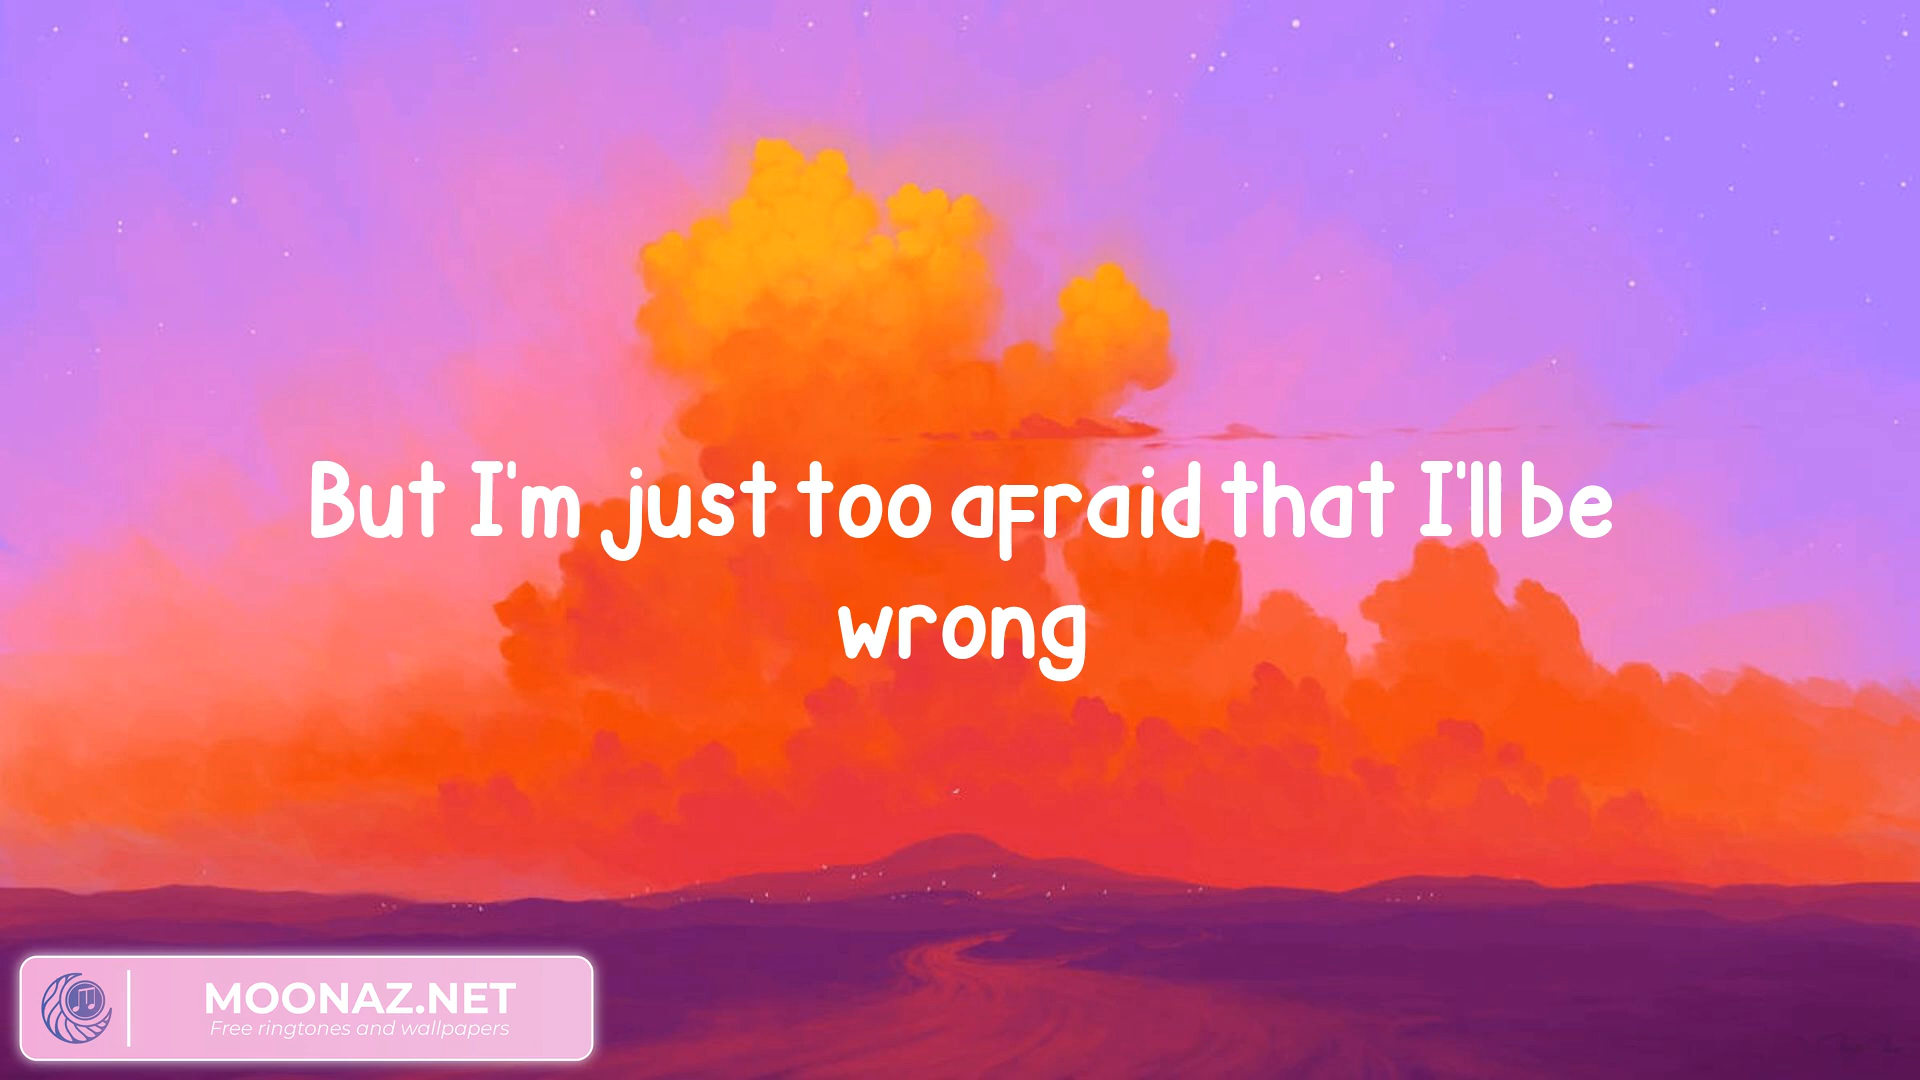 But I'm just too afraid that I'll be
wrong
MOONAZ.NET
Free ringtones and wallpapers